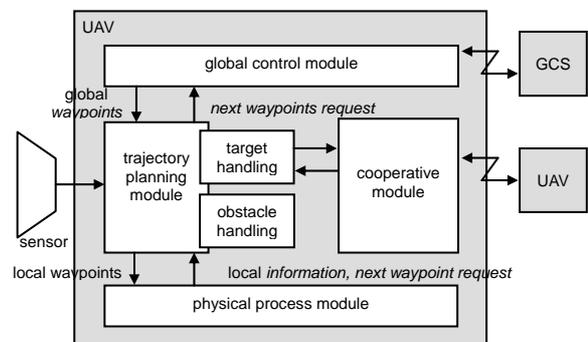 UAV
global control module
GCS
global
waypoints
next waypoints request
trajectory
planning
module
target
handling
cooperative
module
UAV
obstacle
handling
sensor
local waypoints
local information, next waypoint request
physical process module